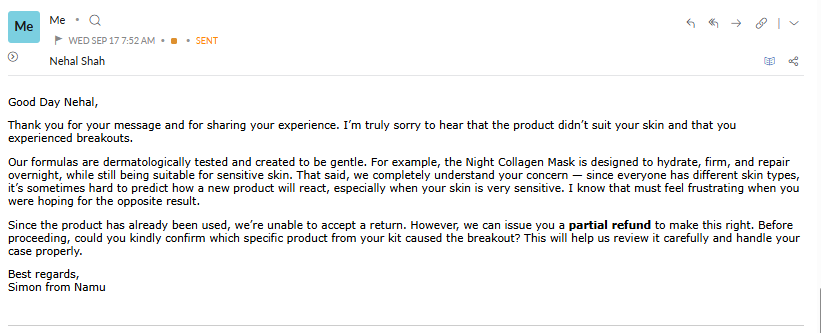 Me
Me
WED SEP 17 7:52 AM • SENT
Nehal Shah
Good Day Nehal,
Thank you for your message and for sharing your experience. I’m truly sorry to hear that the product didn’t suit your skin and that you
experienced breakouts.
Our formulas are dermatologically tested and created to be gentle. For example, the Night Collagen Mask is designed to hydrate, firm, and repair
overnight, while still being suitable for sensitive skin. That said, we completely understand your concern — since everyone has different skin types,
it’s sometimes hard to predict how a new product will react, especially when your skin is very sensitive. I know that must feel frustrating when you
were hoping for the opposite result.
Since the product has already been used, we’re unable to accept a return. However, we can issue you a partial refund to make this right. Before
proceeding, could you kindly confirm which specific product from your kit caused the breakout? This will help us review it carefully and handle your
case properly.
Best regards,
Simon from Namu